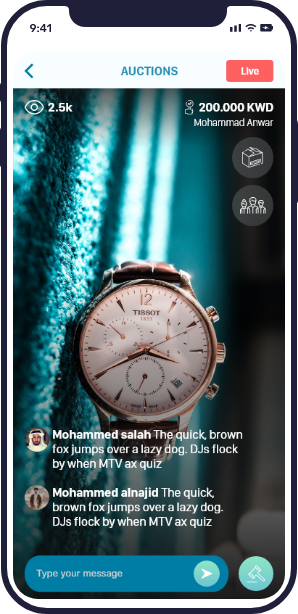 9:41
AUCTIONS
Live
2.5k
200.000 KWD
Mohammad Anwar
12
TISSOT
1853
Mohammed salah The quick, brown
fox jumps over a lazy dog. DJs flock
by when MTV ax quiz
Mohammed alnajid The quick,
brown fox jumps over a lazy dog.
DJs flock by when MTV ax quiz
Type your message